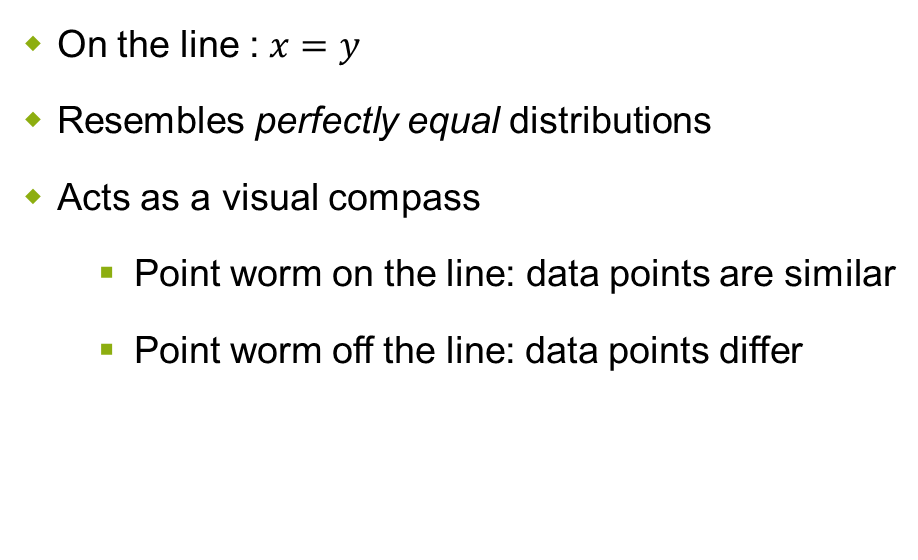 On the line : x = y
Resembles perfectly equal distributions
Acts as a visual compass
Point worm on the line: data points are similar
Point worm off the line: data points differ